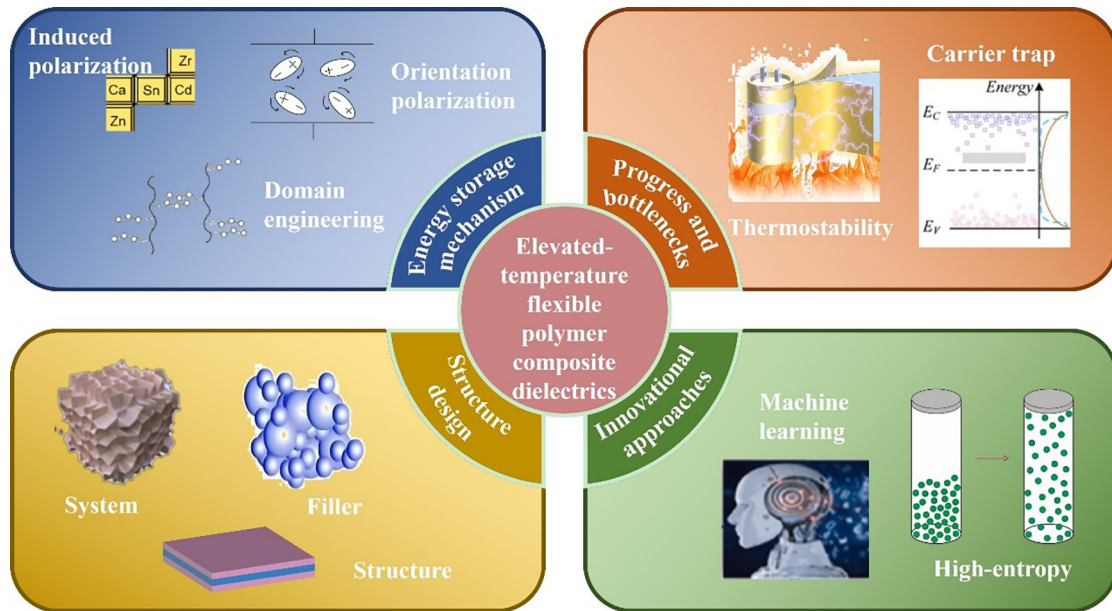 Induced
polarization
Zr
Ca
Sn
Cd
Zn
Orientation
polarization
Domain
engineering
Energy storage
mechanism
Progress and
bottlenecks
Thermostability
Carrier trap
Energy
E_C
E_F
E_V
Elevated-
temperature
flexible
polymer
composite
dielectrics
Structure
design
System
Filler
Structure
Innovational
approaches
Machine
learning
High-entropy